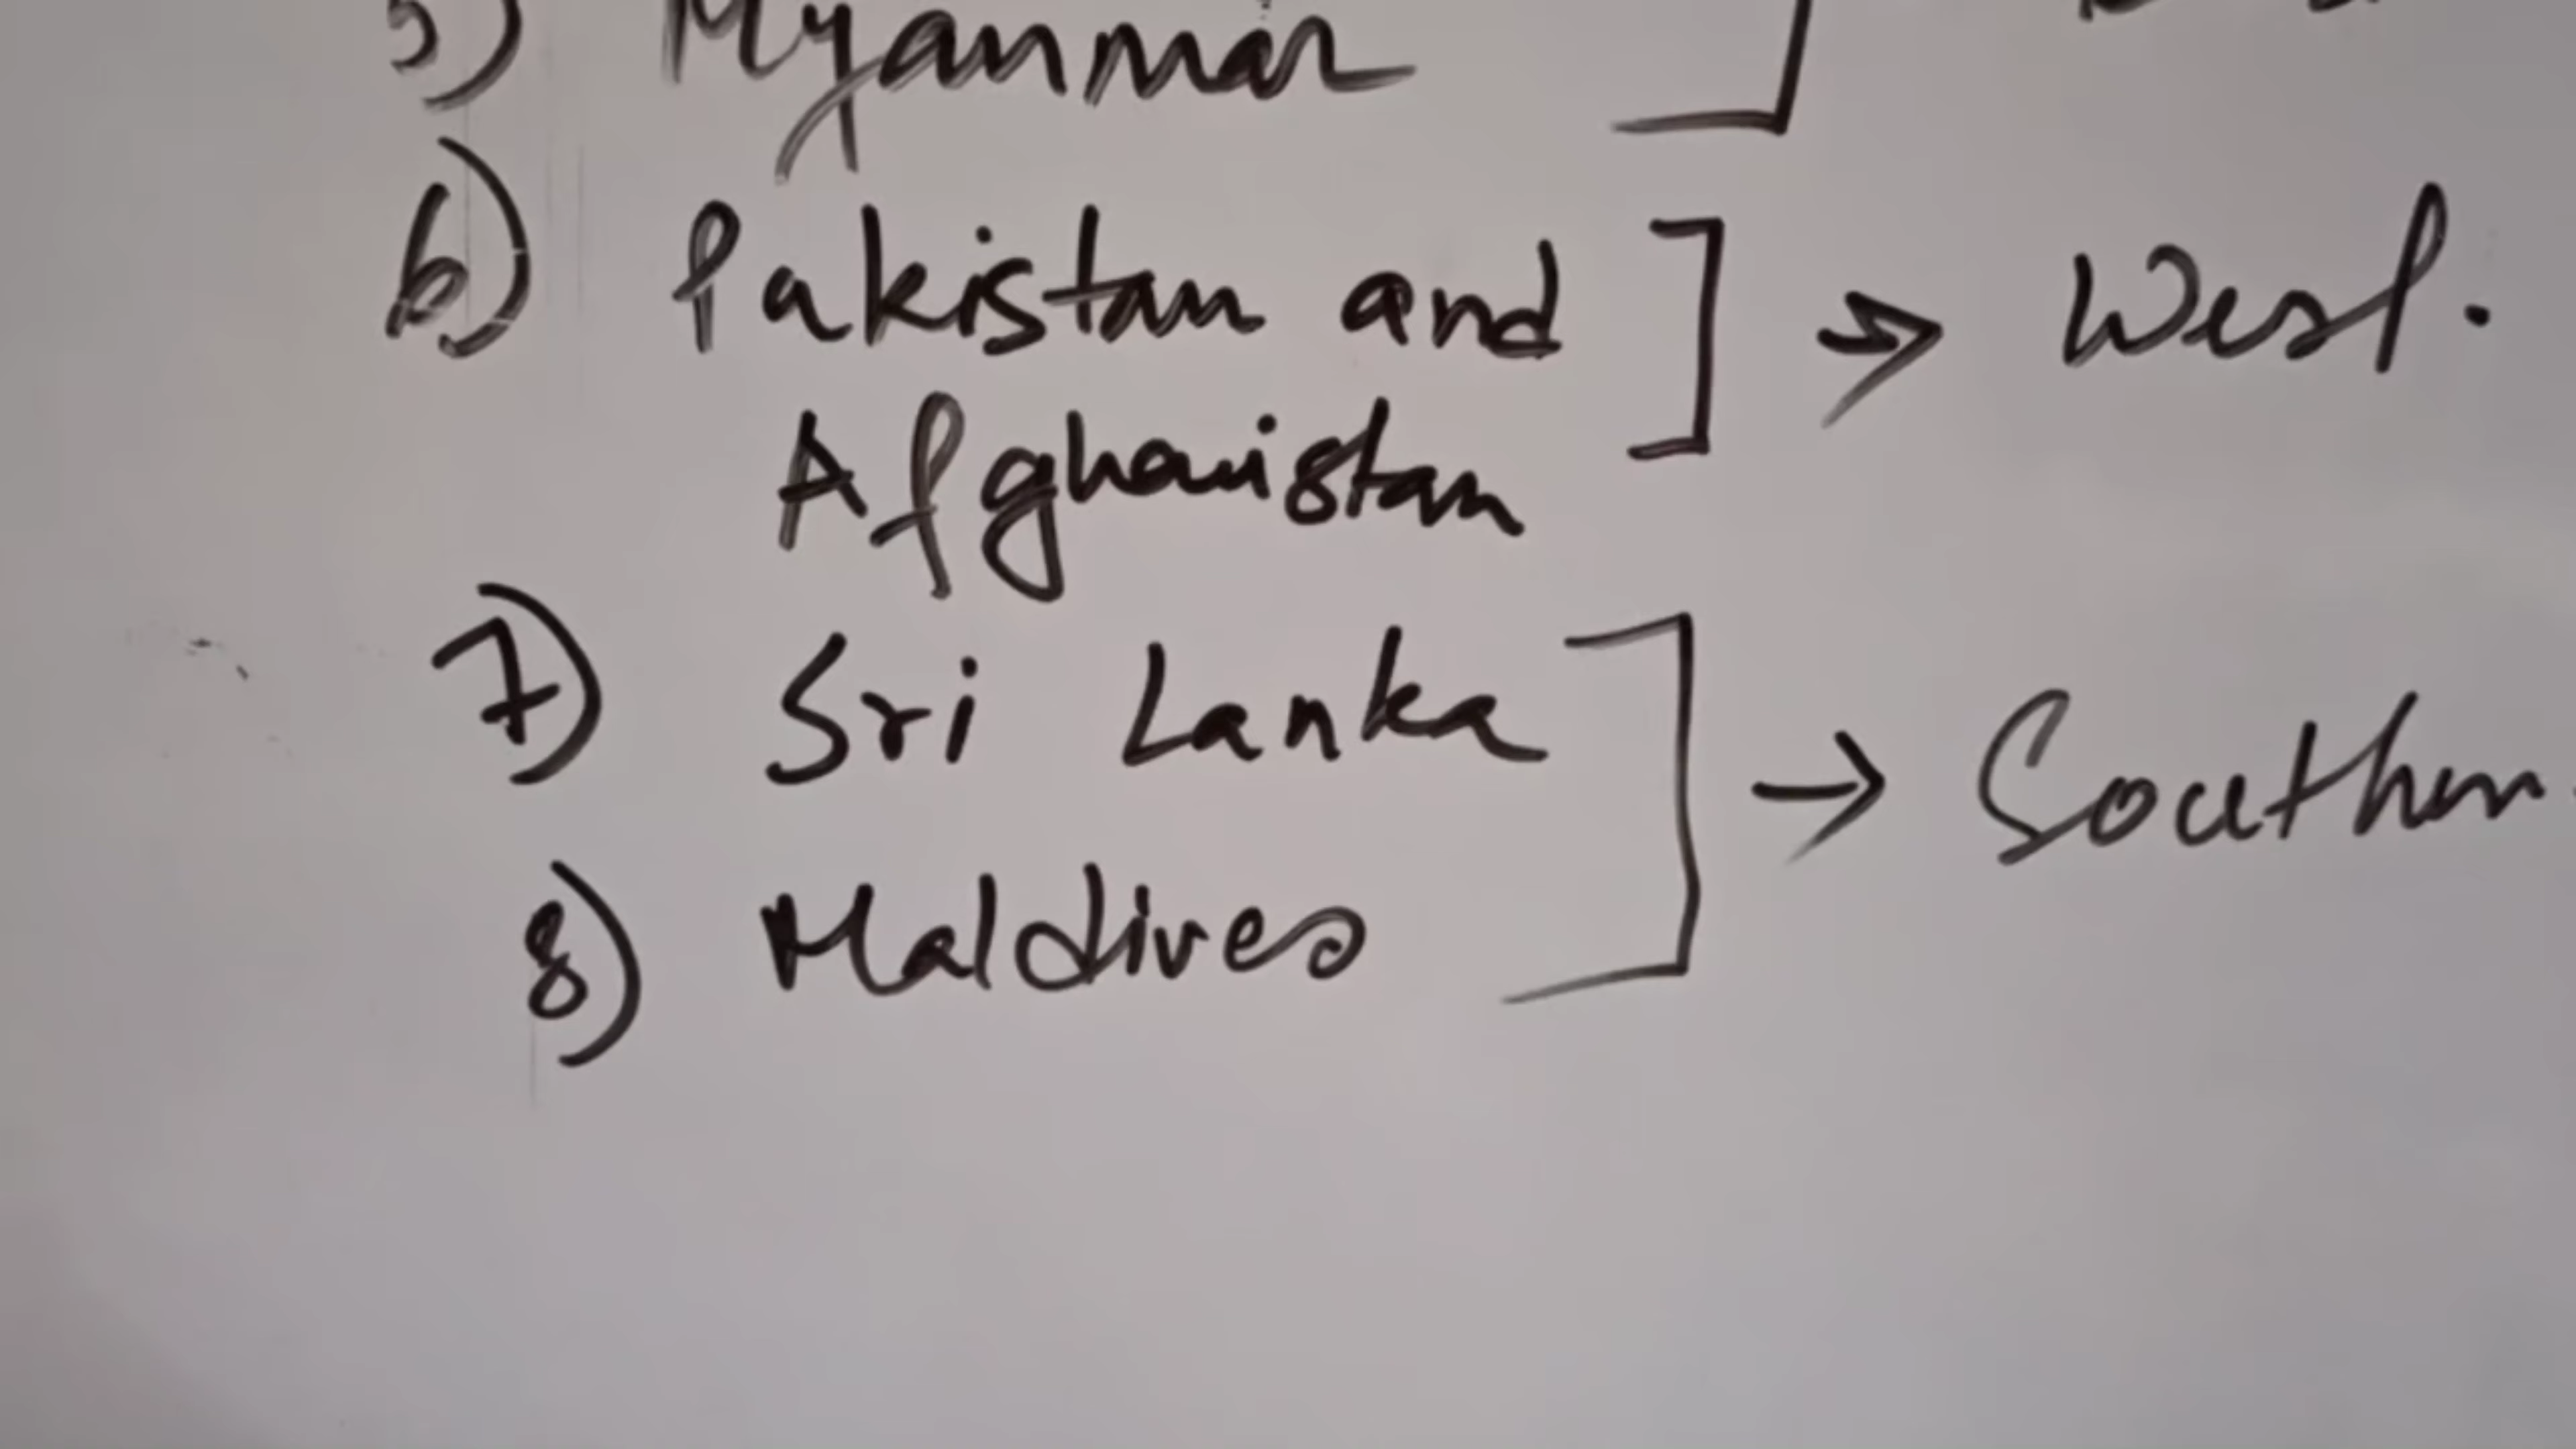 5) Myanmar ]
6) Pakistan and ] → West.
Afghanistan
7) Sri Lanka ] → Southern
8) Maldives